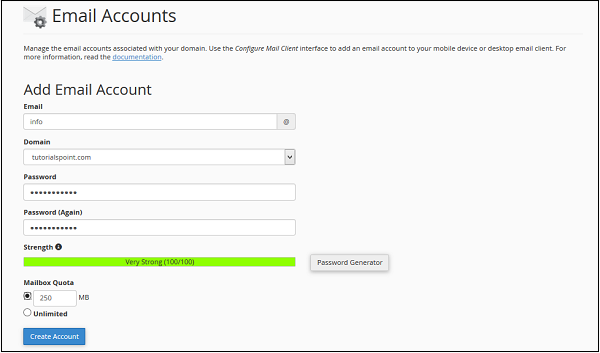 Email Accounts
Manage the email accounts associated with your domain. Use the Configure Mail Client interface to add an email account to your mobile device or desktop email client. For
more information, read the documentation.
Add Email Account
Email
info @
Domain
tutorialspoint.com
Password
•••••••••••
Password (Again)
•••••••••••
Strength
Very Strong (100/100)
Password Generator
Mailbox Quota
250 MB
Unlimited
Create Account